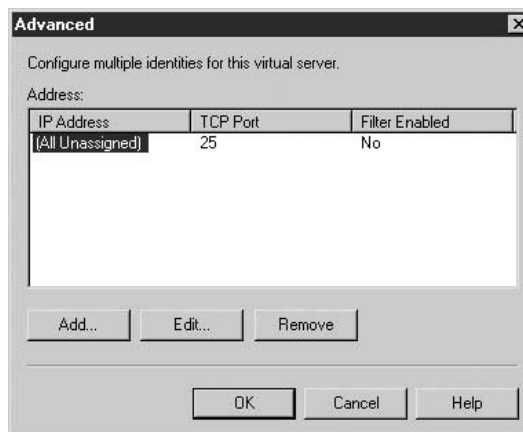 Advanced
Configure multiple identities for this virtual server.
Address:
IP Address TCP Port Filter Enabled
(All Unassigned) 25 No
Add... Edit... Remove
OK Cancel Help